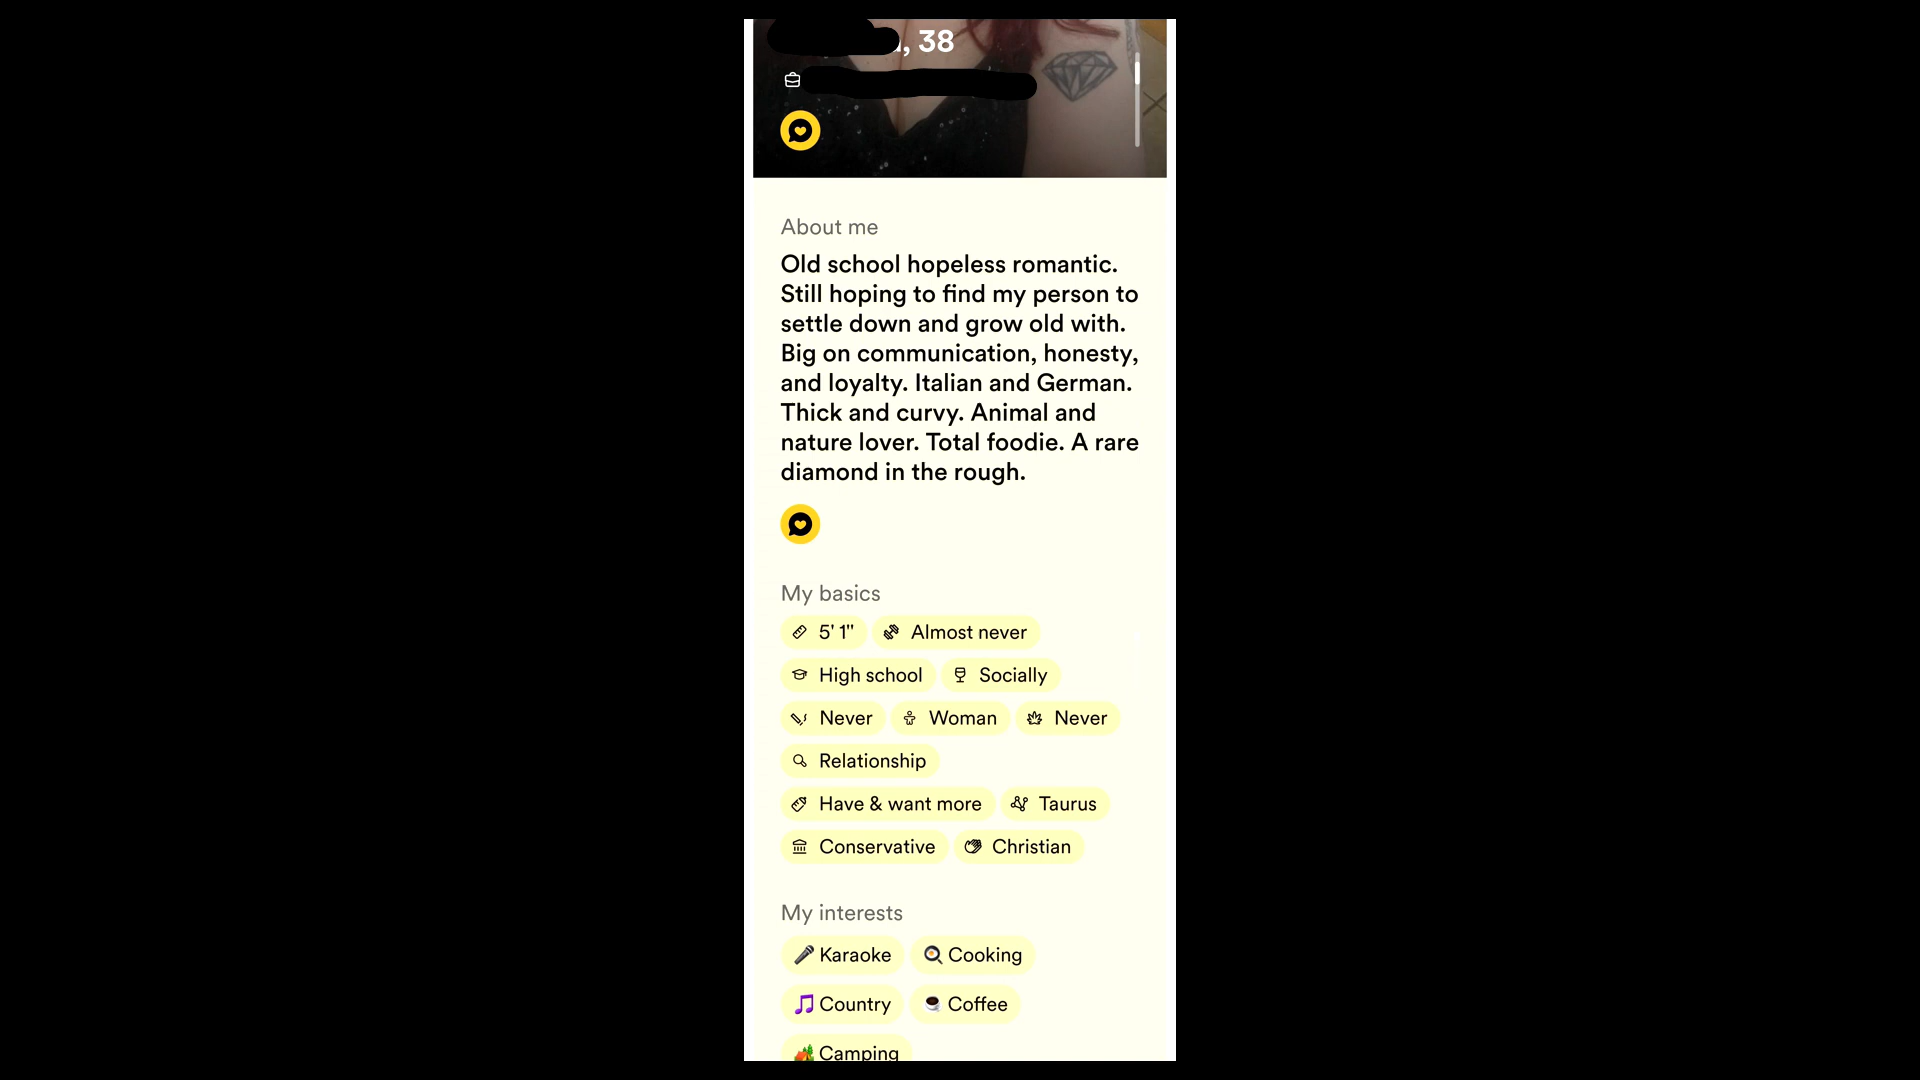 , 38
About me
Old school hopeless romantic.
Still hoping to find my person to
settle down and grow old with.
Big on communication, honesty,
and loyalty. Italian and German.
Thick and curvy. Animal and
nature lover. Total foodie. A rare
diamond in the rough.
My basics
5' 1" Almost never
High school Socially
Never Woman Never
Relationship
Have & want more Taurus
Conservative Christian
My interests
Karaoke Cooking
Country Coffee
Camping